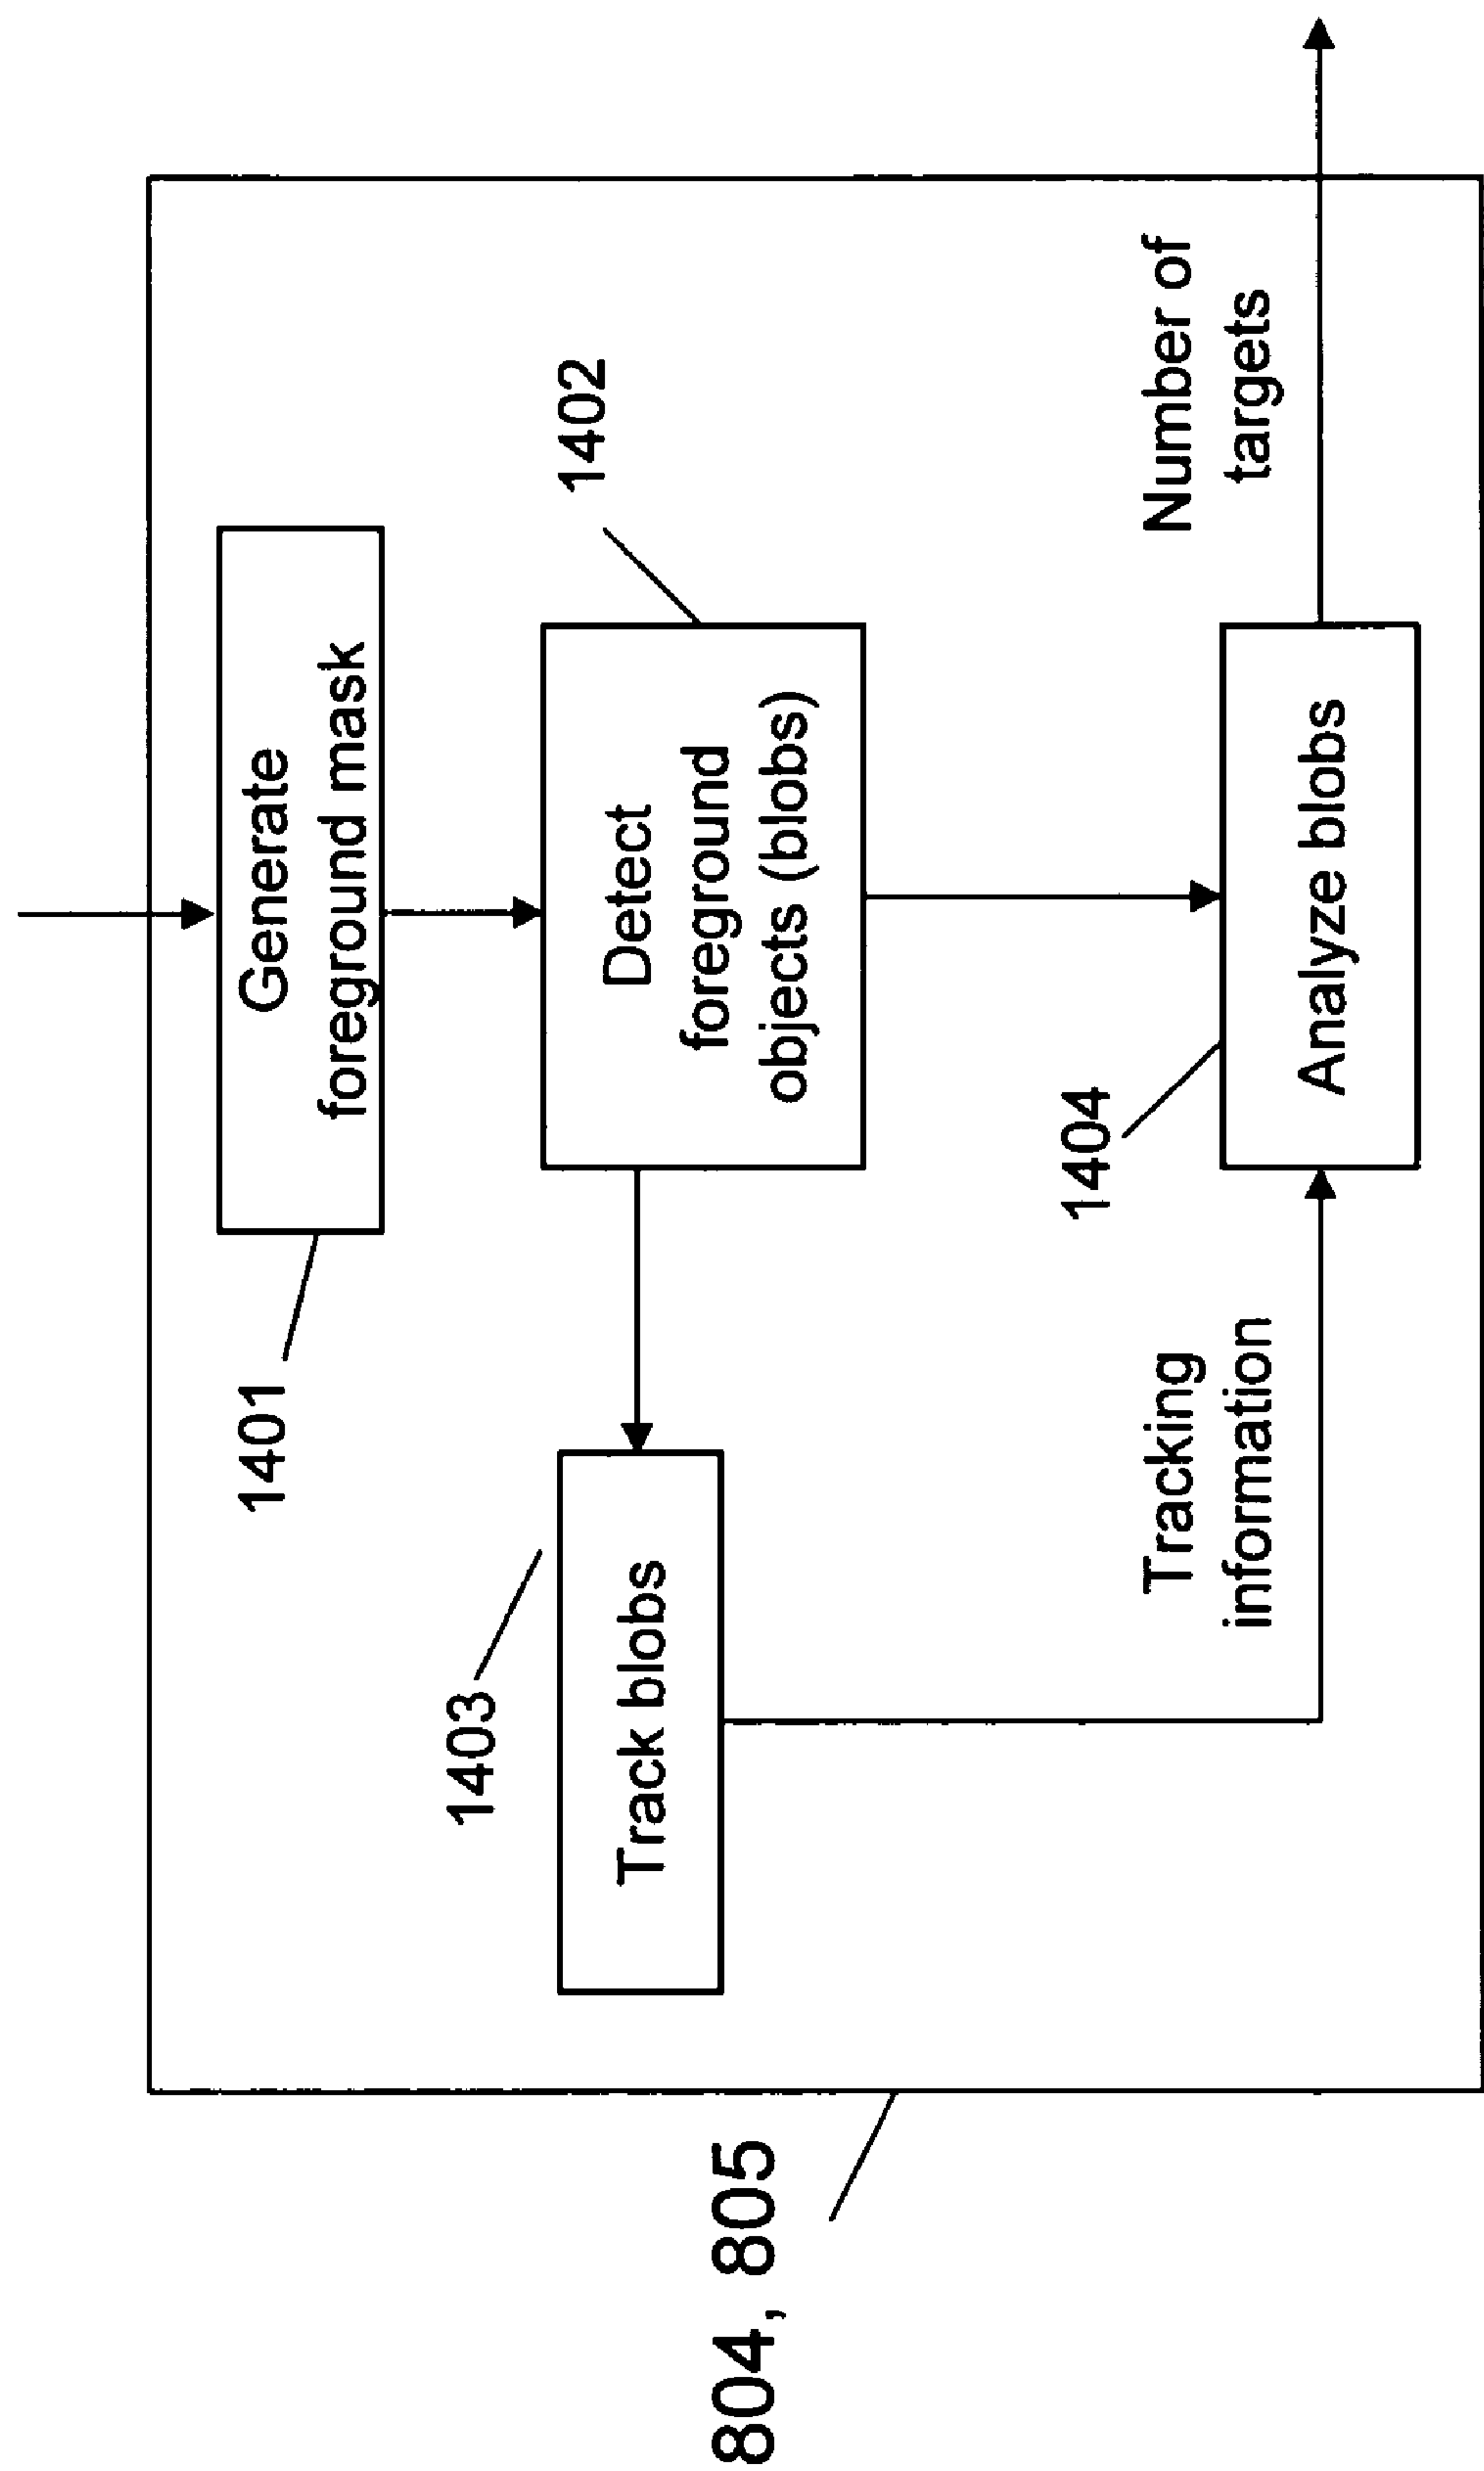 Generate
foreground mask
1401
1402
Detect
foreground
objects (blobs)
1403
Track blobs
804, 805
1404
Tracking
information
Number of
targets
Analyze blobs